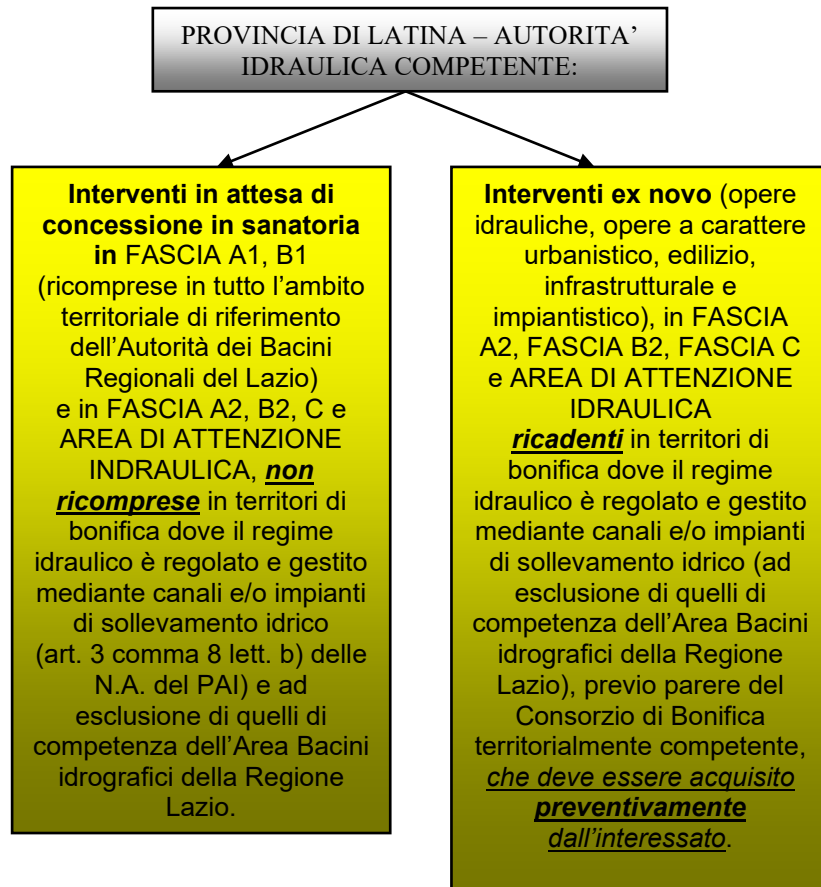 PROVINCIA DI LATINA – AUTORITA’
IDRAULICA COMPETENTE:
Interventi in attesa di
concessione in sanatoria
in FASCIA A1, B1
(ricomprese in tutto l’ambito
territoriale di riferimento
dell’Autorità dei Bacini
Regionali del Lazio)
e in FASCIA A2, B2, C e
AREA DI ATTENZIONE
INDRAULICA, non
ricomprese in territori di
bonifica dove il regime
idraulico è regolato e gestito
mediante canali e/o impianti
di sollevamento idrico
(art. 3 comma 8 lett. b) delle
N.A. del PAI) e ad
esclusione di quelli di
competenza dell’Area Bacini
idrografici della Regione
Lazio.
Interventi ex novo (opere
idrauliche, opere a carattere
urbanistico, edilizio,
infrastrutturale e
impiantistico), in FASCIA
A2, FASCIA B2, FASCIA C
e AREA DI ATTENZIONE
IDRAULICA
ricadenti in territori di
bonifica dove il regime
idraulico è regolato e gestito
mediante canali e/o impianti
di sollevamento idrico (ad
esclusione di quelli di
competenza dell’Area Bacini
idrografici della Regione
Lazio), previo parere del
Consorzio di Bonifica
territorialmente competente,
che deve essere acquisito
preventivamente
dall’interessato.